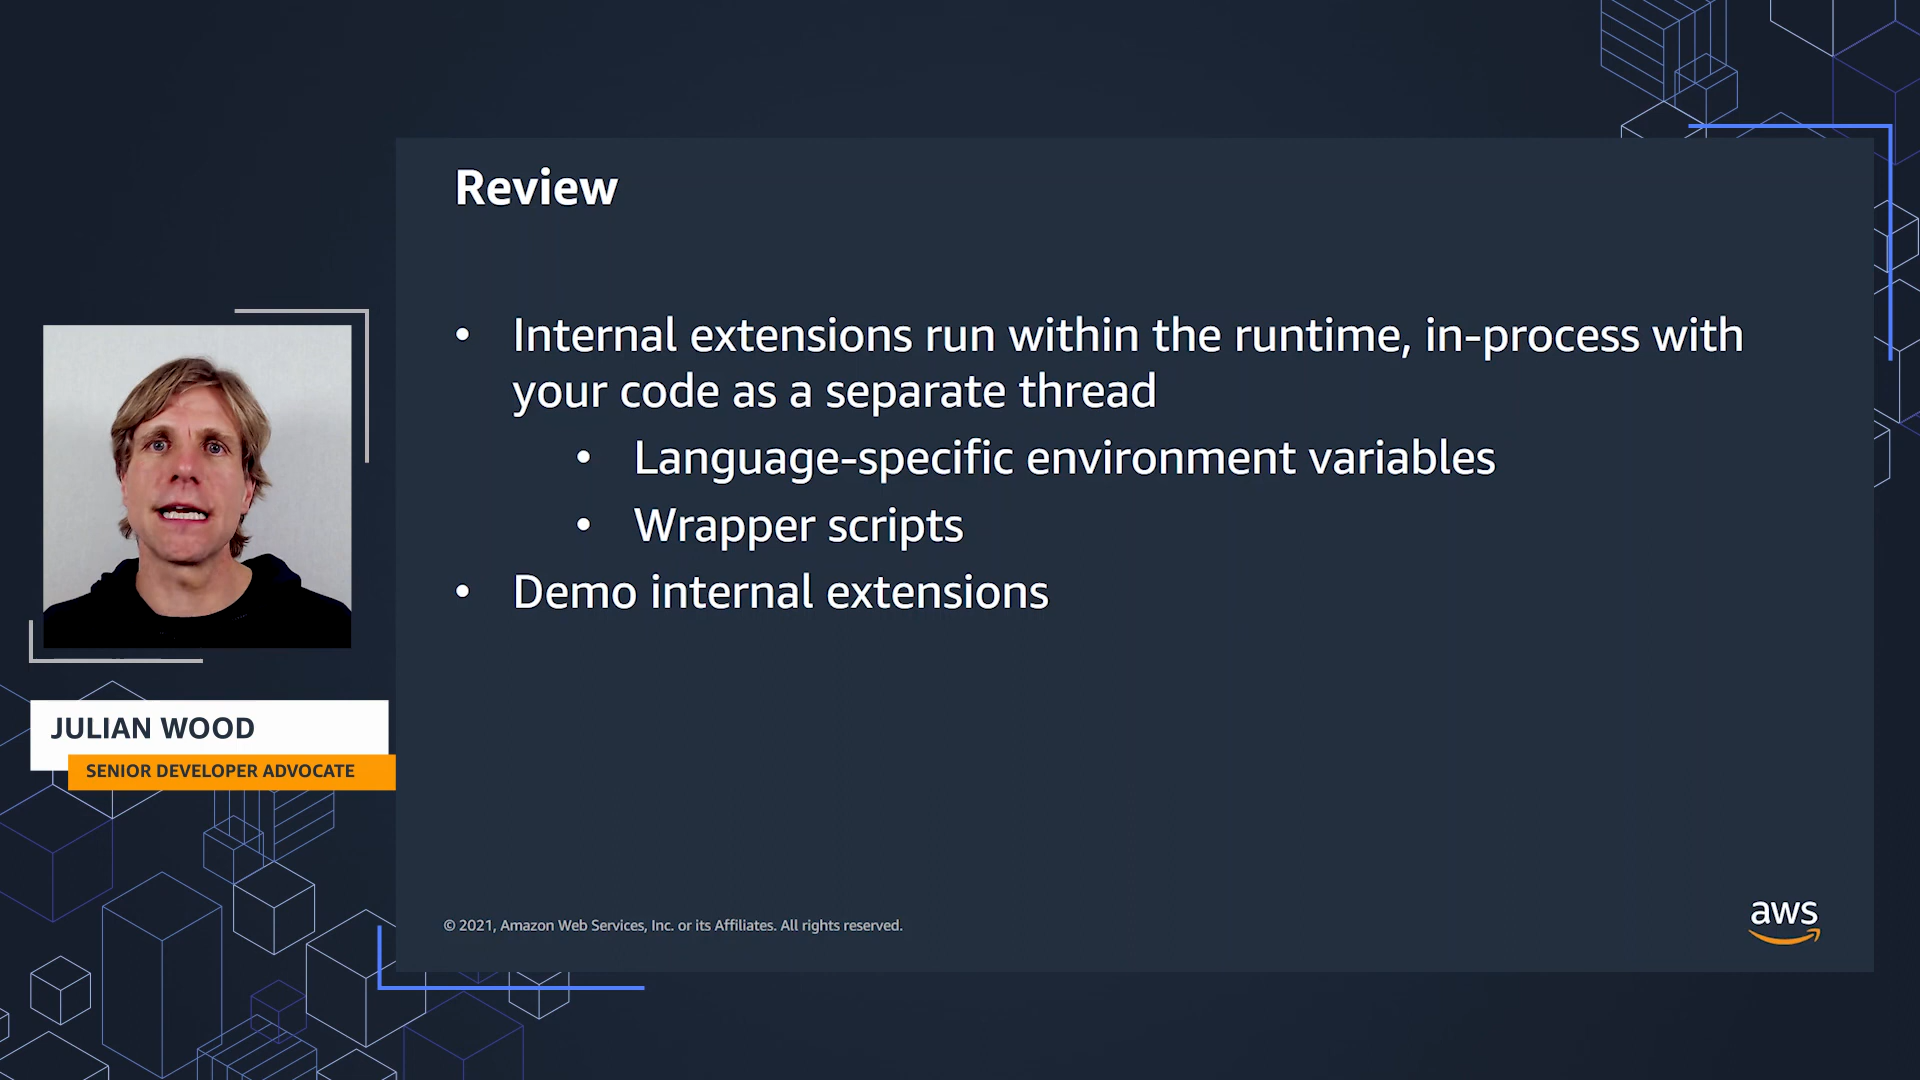 Review
• Internal extensions run within the runtime, in-process with
your code as a separate thread
• Language-specific environment variables
• Wrapper scripts
• Demo internal extensions
JULIAN WOOD
SENIOR DEVELOPER ADVOCATE
© 2021, Amazon Web Services, Inc. or its Affiliates. All rights reserved.
aws